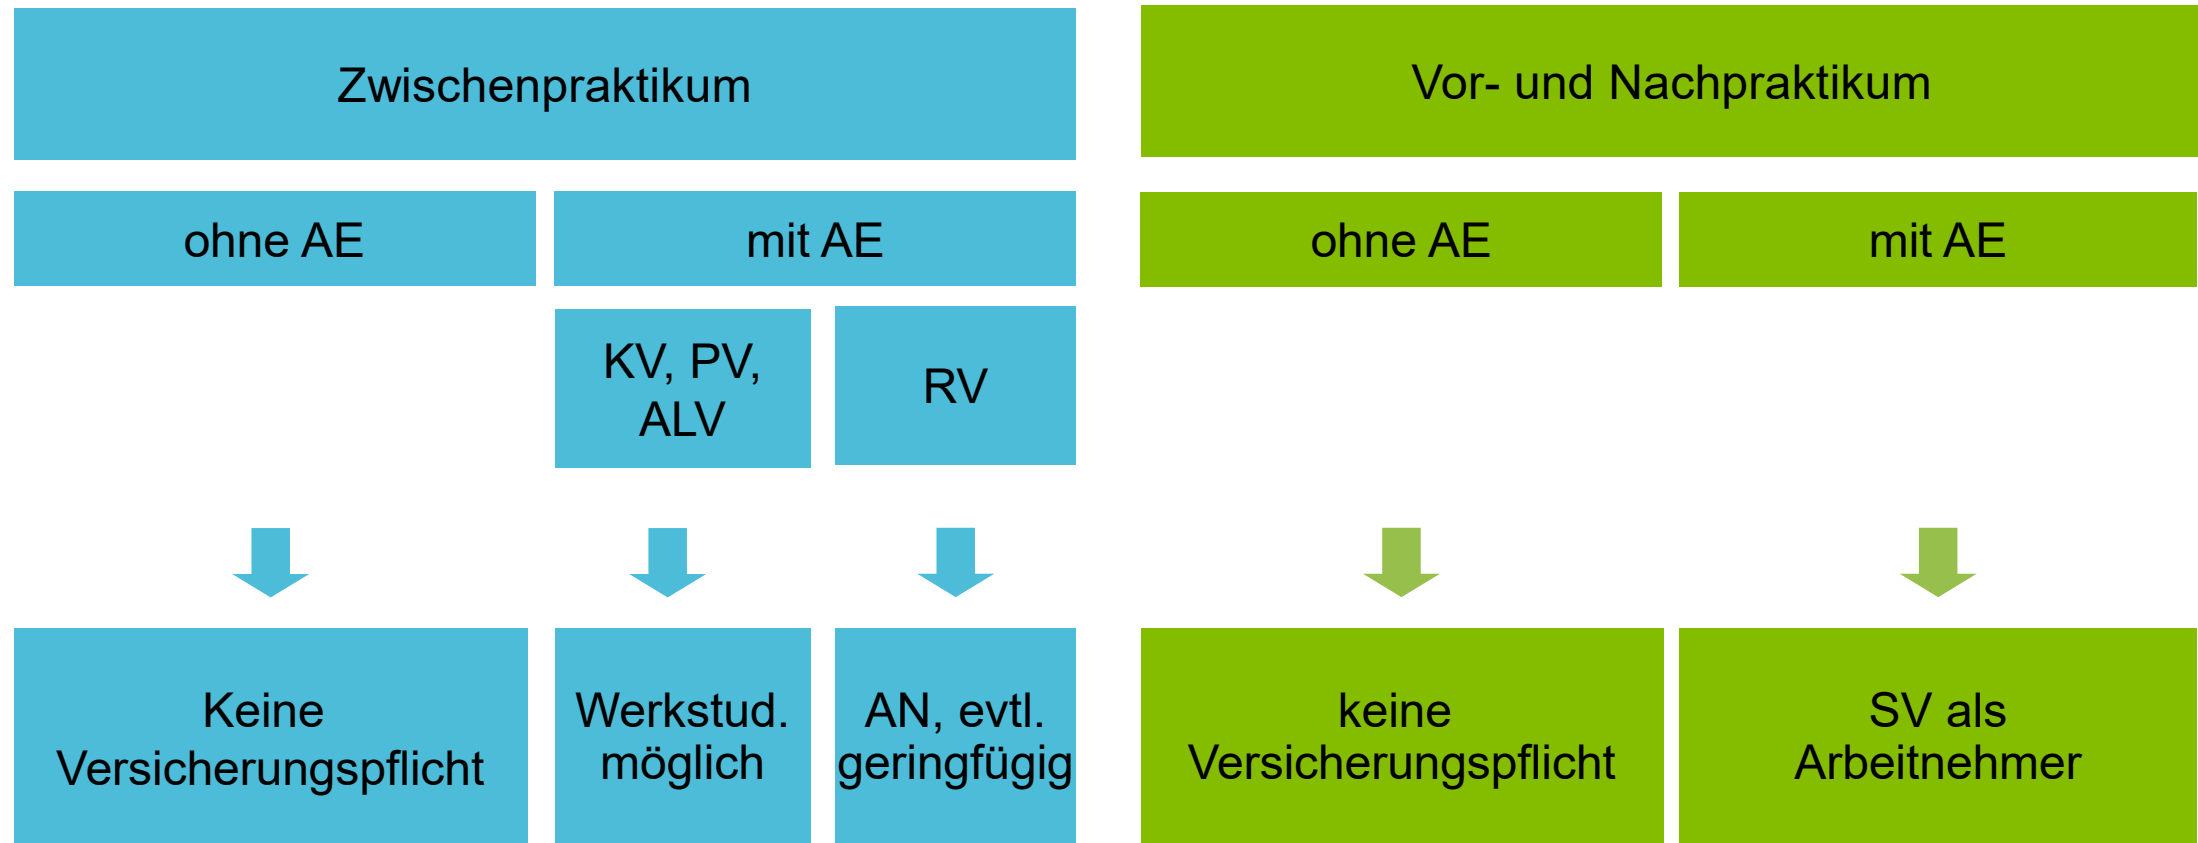 Zwischenpraktikum
Vor- und Nachpraktikum
ohne AE
mit AE
ohne AE
mit AE
KV, PV,
ALV
RV
Keine
Versicherungspflicht
Werkstud.
möglich
AN, evtl.
geringfügig
keine
Versicherungspflicht
SV als
Arbeitnehmer